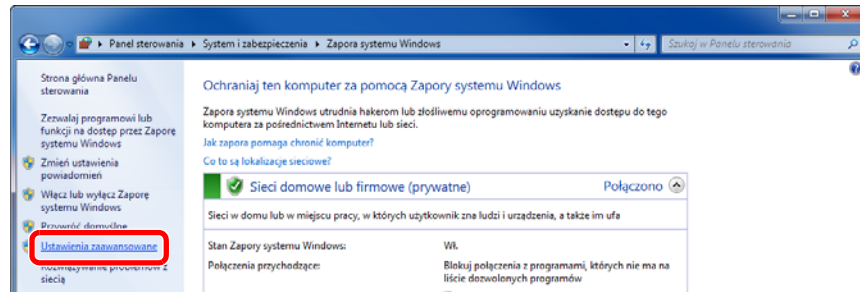 Panel sterowania ▸ System i zabezpieczenia ▸ Zapora systemu Windows
Szukaj w Panelu sterowania
Strona główna Panelu
sterowania
Zezwalaj programowi lub
funkcji na dostęp przez Zaporę
systemu Windows
Zmień ustawienia
powiadomień
Włącz lub wyłącz Zaporę
systemu Windows
Przywróć domyślne
Ustawienia zaawansowane
Rozwiązywanie problemów z
siecią
Ochraniaj ten komputer za pomocą Zapory systemu Windows
Zapora systemu Windows utrudnia hakerom lub złośliwemu oprogramowaniu uzyskanie dostępu do tego
komputera za pośrednictwem Internetu lub sieci.
Jak zapora pomaga chronić komputer?
Co to są lokalizacje sieciowe?
Sieci domowe lub firmowe (prywatne) Połączono
Sieci w domu lub w miejscu pracy, w których użytkownik zna ludzi i urządzenia, a także im ufa
Stan Zapory systemu Windows: Wł.
Połączenia przychodzące: Blokuj połączenia z programami, których nie ma na
liście dozwolonych programów